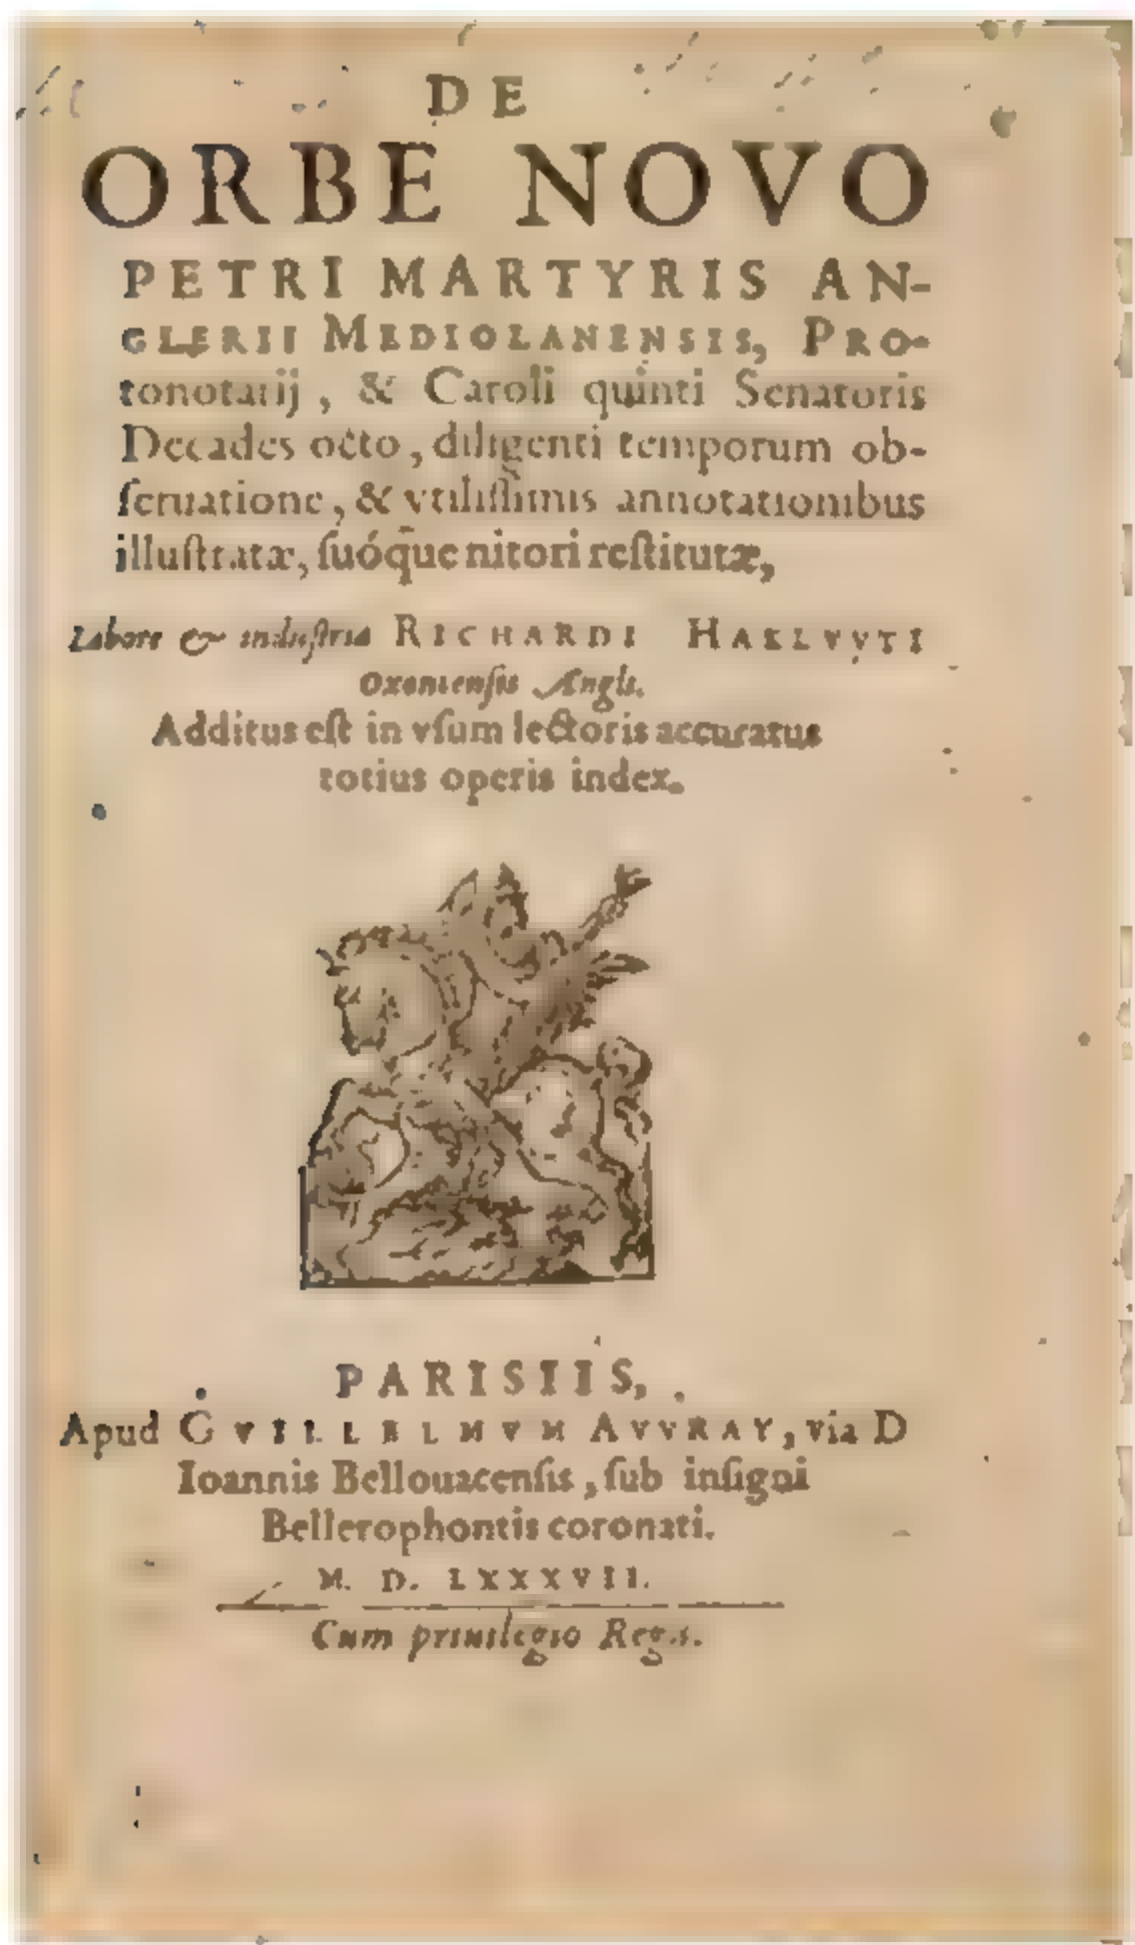 DE
ORBE NOVO
PETRI MARTYRIS AN-
GLERII MEDIOLANENSIS, PRO-
tonotarij, & Caroli quinti Senatoris
Decades octo, diligenti temporum ob-
ſeruatione, & vtiliſſimis annotationibus
illuſtratæ, ſuóq̃ue nitori reſtitutæ,
Labore & induſtria RICHARDI HAKLVYTI
Oxonienſis Angli.
Additus eſt in vſum lectoris accuratus
totius operis index.
PARISIIS,
Apud GVILLELMVM AVVRAY, via D
Ioannis Bellouacenſis, ſub inſigni
Bellerophontis coronati.
M. D. LXXXVII.
Cum priuilegio Regis.